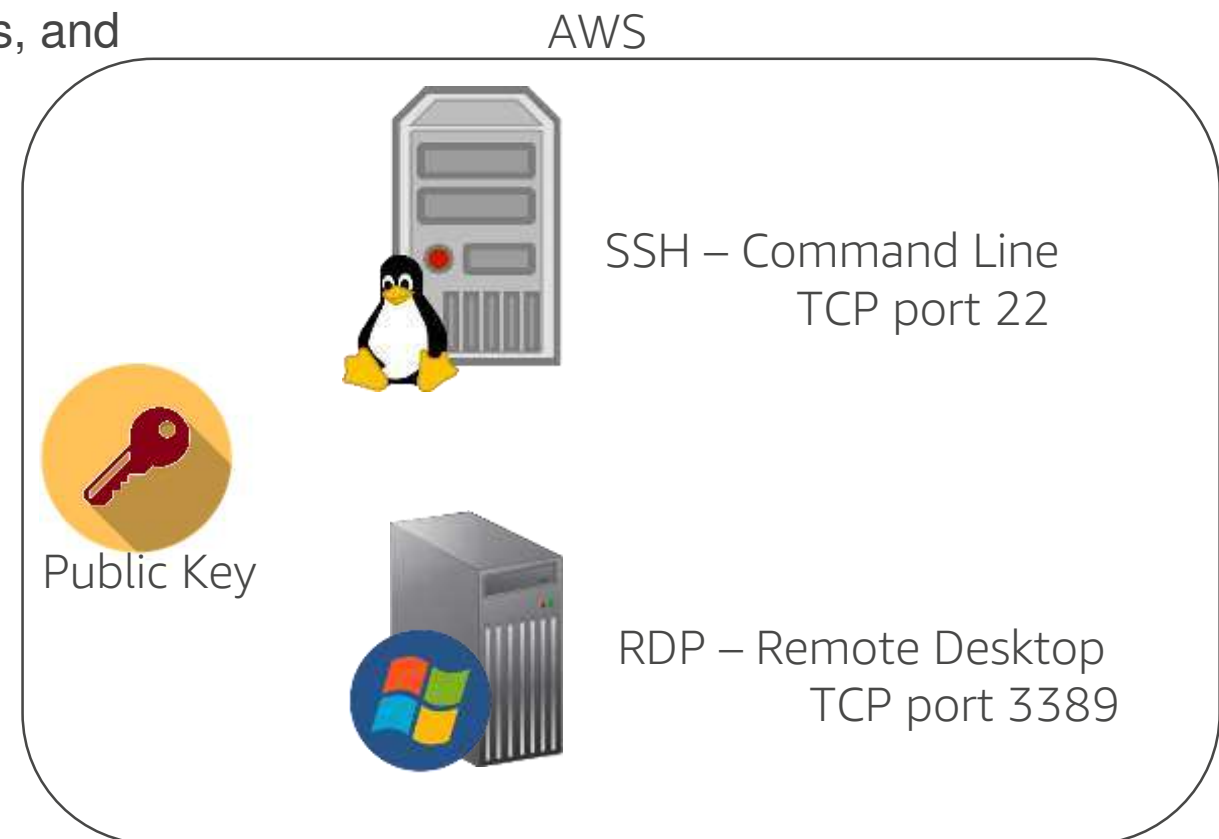 s, and
AWS
SSH – Command Line
TCP port 22
Public Key
RDP – Remote Desktop
TCP port 3389